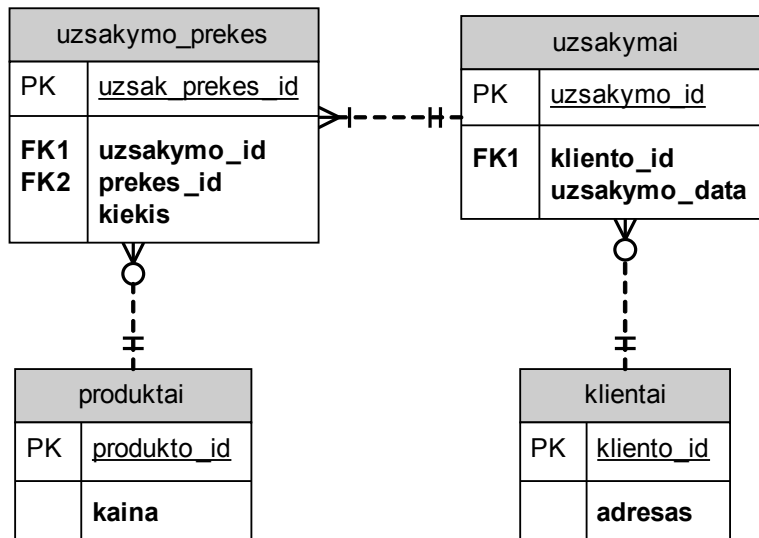 uzsakymo_prekes
PK uzsak_prekes_id
FK1 uzsakymo_id
FK2 prekes_id
kiekis
uzsakymai
PK uzsakymo_id
FK1 kliento_id
uzsakymo_data
produktai
PK produkto_id
kaina
klientai
PK kliento_id
adresas